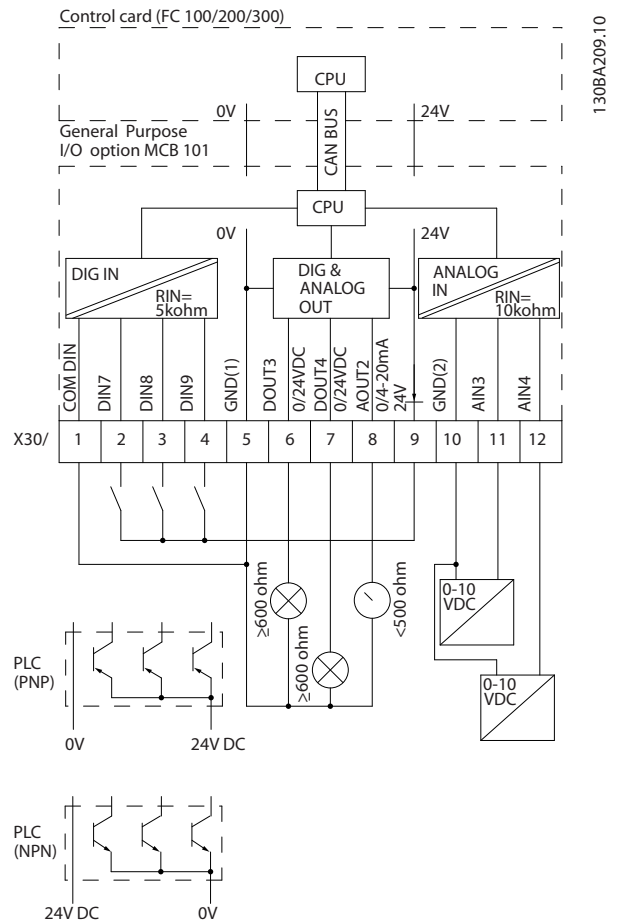 Control card (FC 100/200/300)
130BA209.10
CPU
0V
24V
General Purpose
I/O option MCB 101
CAN BUS
CPU
0V
24V
DIG IN
RIN=
5kohm
DIG &
ANALOG
OUT
ANALOG
IN
RIN=
10kohm
COM DIN
DIN7
DIN8
DIN9
GND(1)
DOUT3
0/24VDC
DOUT4
0/24VDC
AOUT2
0/4-20mA
24V
GND(2)
AIN3
AIN4
X30/
1
2
3
4
5
6
7
8
9
10
11
12
≥600 ohm
≥600 ohm
<500 ohm
0-10
VDC
0-10
VDC
PLC
(PNP)
0V
24V DC
PLC
(NPN)
24V DC
0V